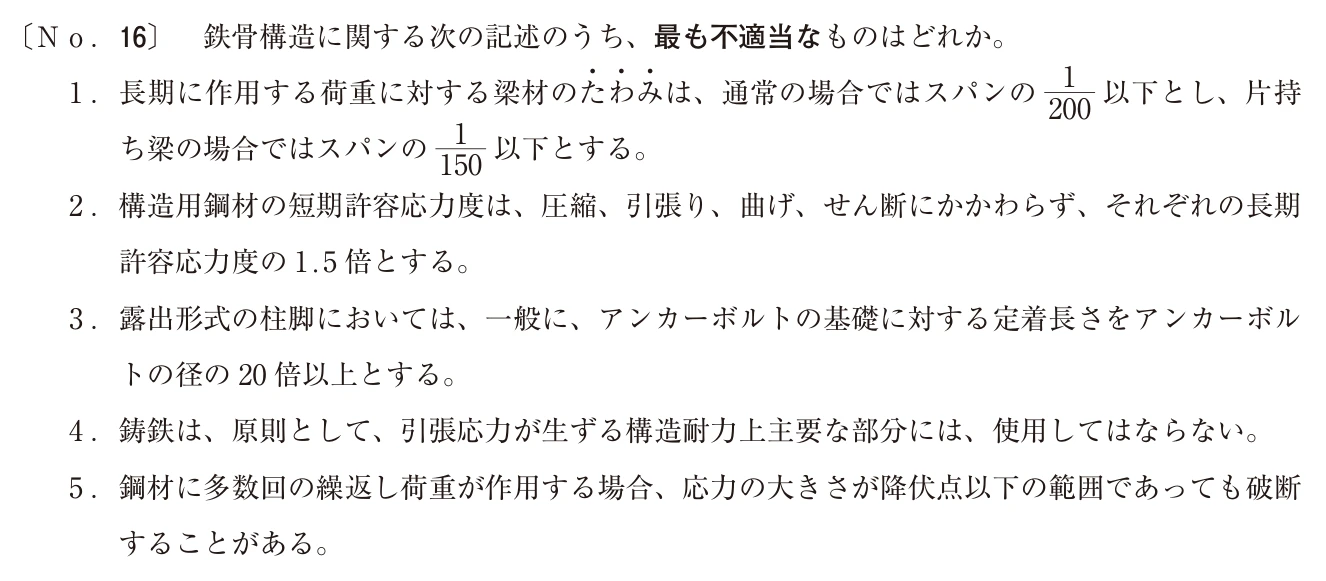 〔Ｎｏ．16〕　鉄骨構造に関する次の記述のうち、最も不適当なものはどれか。
１．長期に作用する荷重に対する梁材のたわみは、通常の場合ではスパンの 1/200 以下とし、片持
ち梁の場合ではスパンの 1/150 以下とする。
２．構造用鋼材の短期許容応力度は、圧縮、引張り、曲げ、せん断にかかわらず、それぞれの長期
許容応力度の 1.5 倍とする。
３．露出形式の柱脚においては、一般に、アンカーボルトの基礎に対する定着長さをアンカーボル
トの径の 20 倍以上とする。
４．鋳鉄は、原則として、引張応力が生ずる構造耐力上主要な部分には、使用してはならない。
５．鋼材に多数回の繰返し荷重が作用する場合、応力の大きさが降伏点以下の範囲であっても破断
することがある。